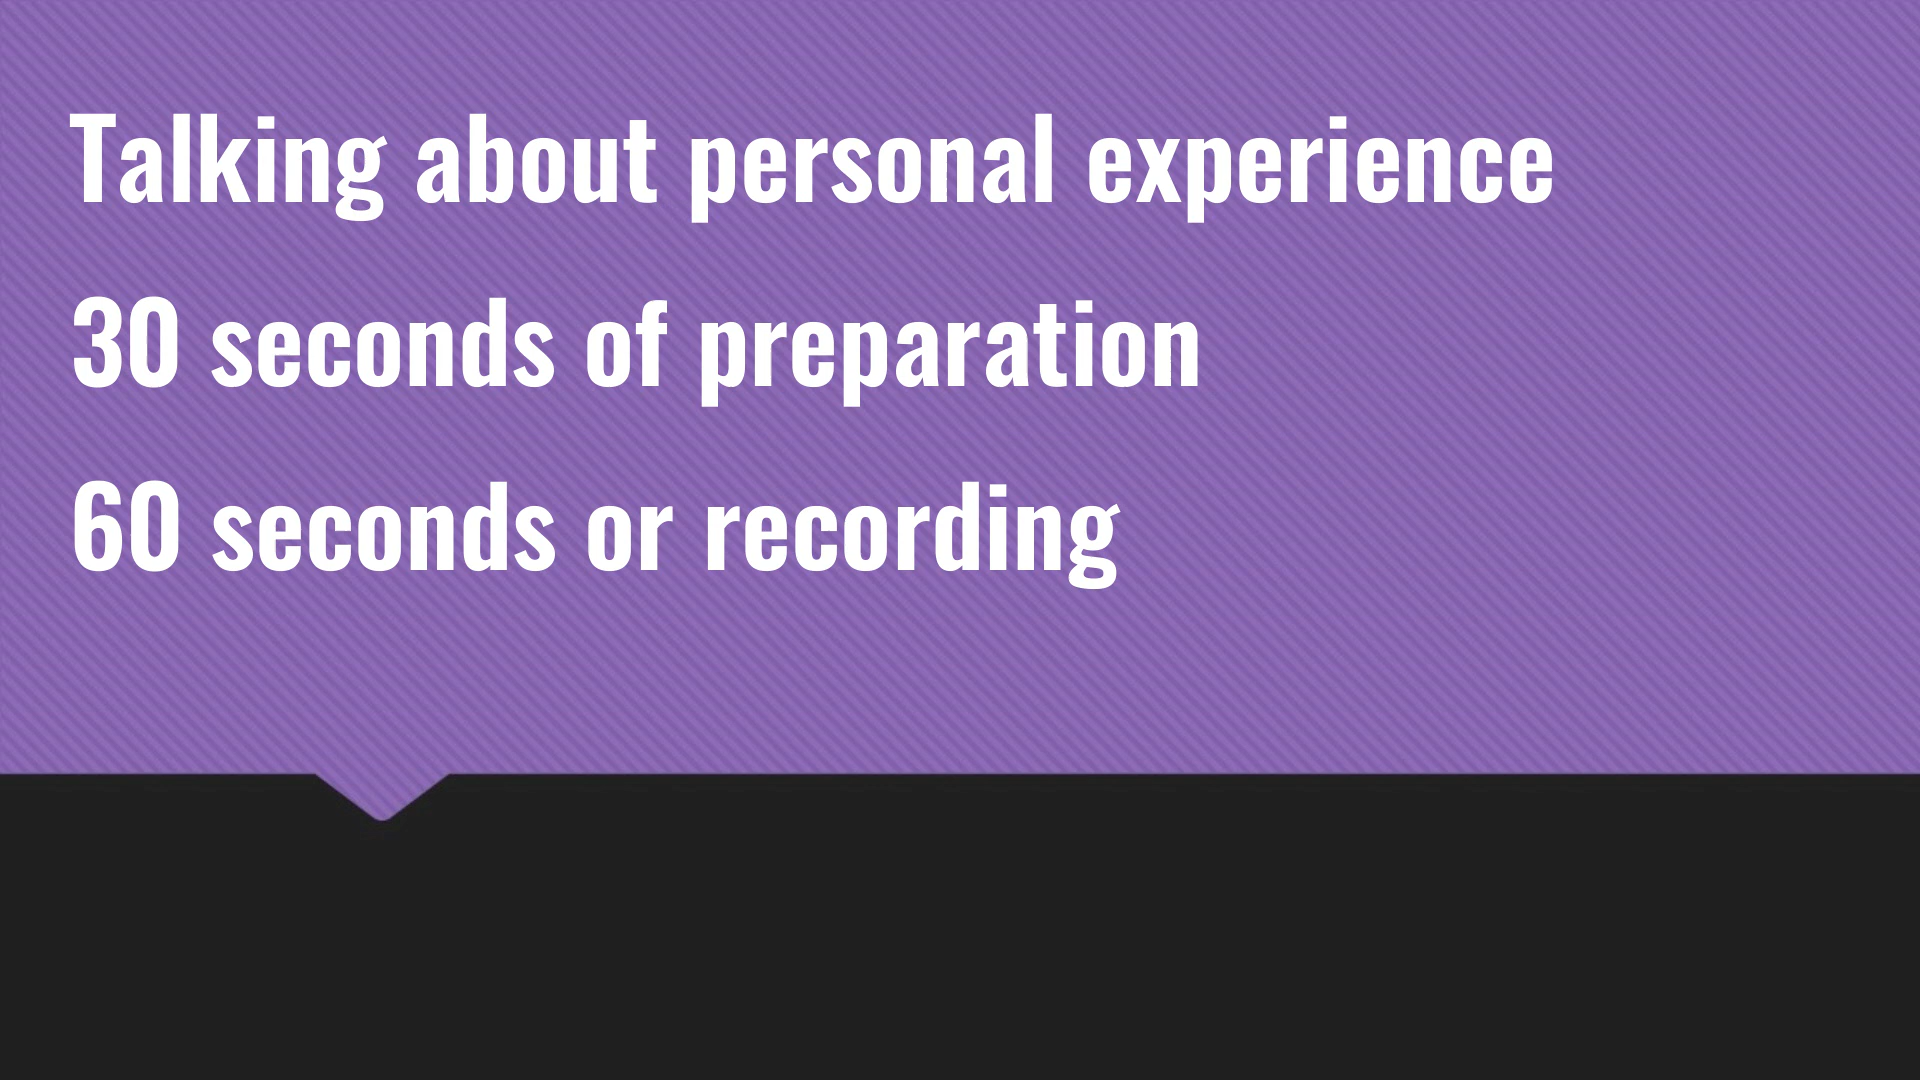 Talking about personal experience
30 seconds of preparation
60 seconds or recording